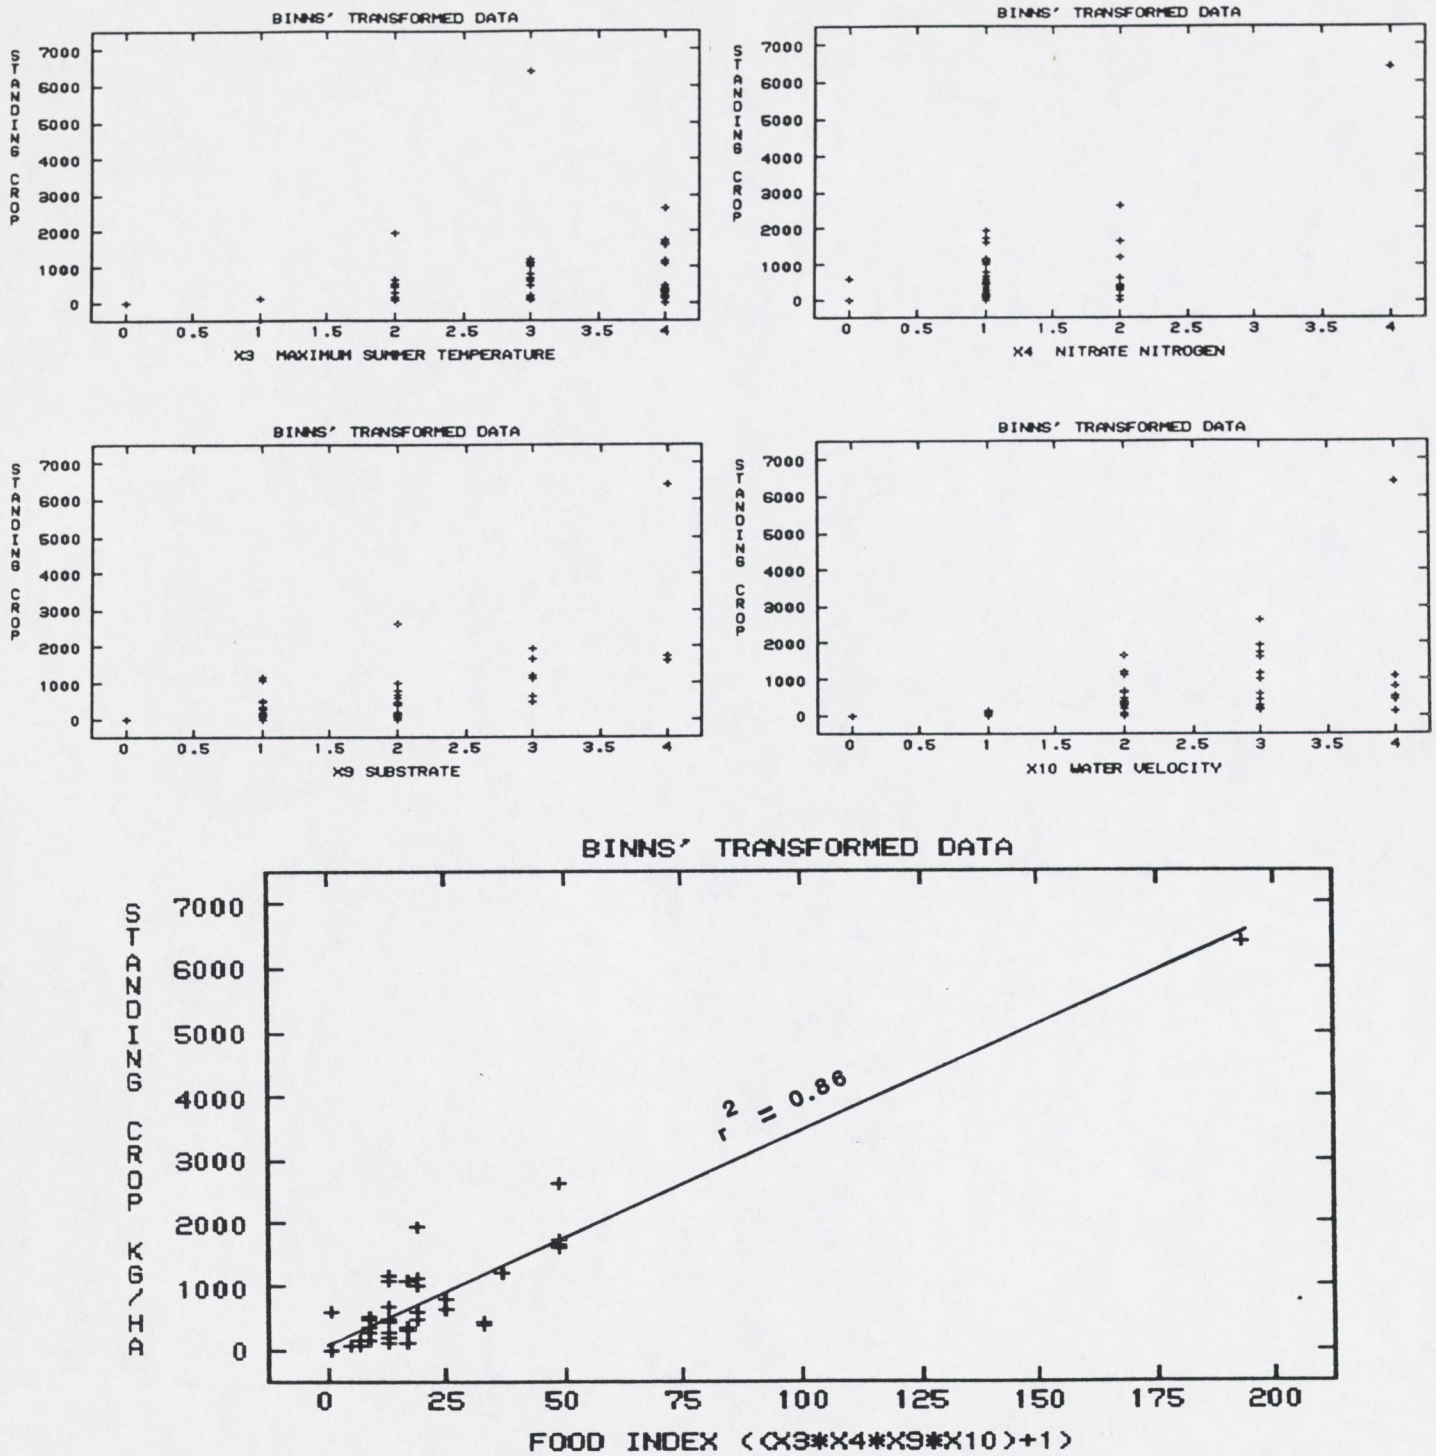 BINNS' TRANSFORMED DATA
STANDING CROP
7000
6000
5000
4000
3000
2000
1000
0
0 0.5 1 1.5 2 2.5 3 3.5 4
X3 MAXIMUM SUMMER TEMPERATURE
BINNS' TRANSFORMED DATA
STANDING CROP
7000
6000
5000
4000
3000
2000
1000
0
0 0.5 1 1.5 2 2.5 3 3.5 4
X4 NITRATE NITROGEN
BINNS' TRANSFORMED DATA
STANDING CROP
7000
6000
5000
4000
3000
2000
1000
0
0 0.5 1 1.5 2 2.5 3 3.5 4
X9 SUBSTRATE
BINNS' TRANSFORMED DATA
STANDING CROP
7000
6000
5000
4000
3000
2000
1000
0
0 0.5 1 1.5 2 2.5 3 3.5 4
X10 WATER VELOCITY
BINNS' TRANSFORMED DATA
STANDING CROP KG/HA
7000
6000
5000
4000
3000
2000
1000
0
r² = 0.86
0 25 50 75 100 125 150 175 200
FOOD INDEX ((X3*X4*X9*X10)+1)